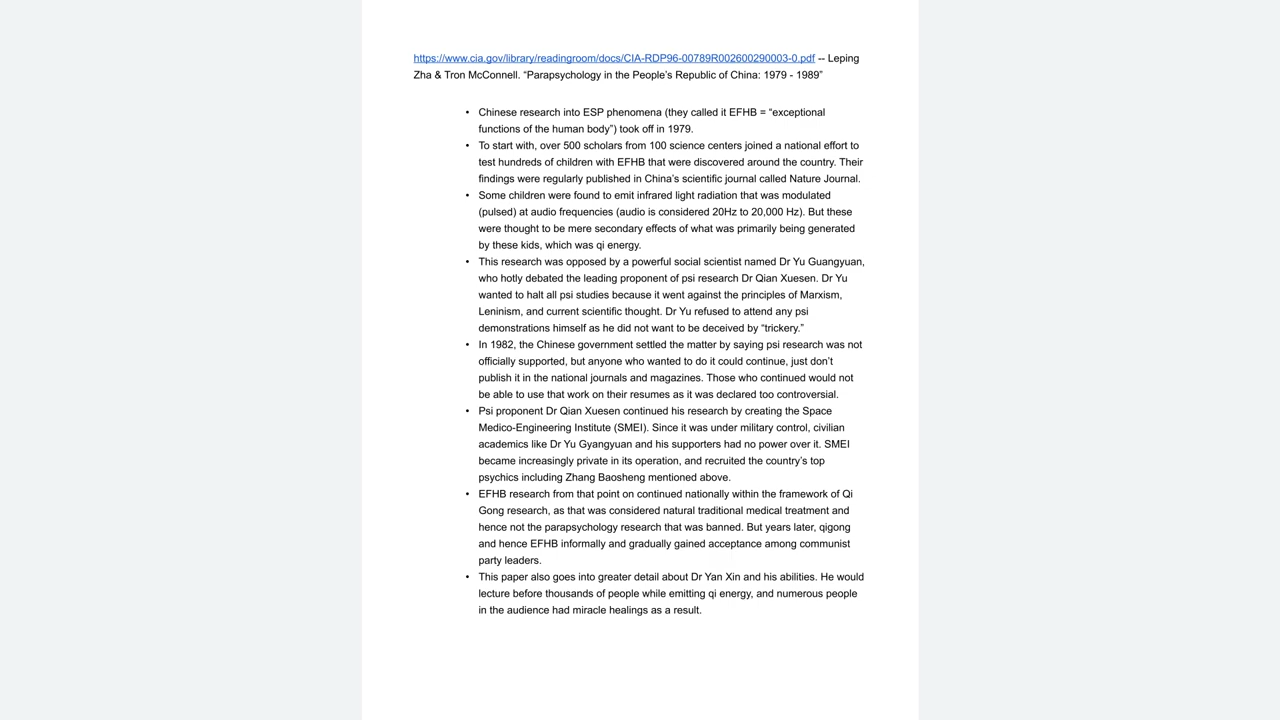 https://www.cia.gov/library/readingroom/docs/CIA-RDP96-00789R002600290003-0.pdf -- Leping
Zha & Tron McConnell. “Parapsychology in the People’s Republic of China: 1979 - 1989”
• Chinese research into ESP phenomena (they called it EFHB = “exceptional
functions of the human body”) took off in 1979.
• To start with, over 500 scholars from 100 science centers joined a national effort to
test hundreds of children with EFHB that were discovered around the country. Their
findings were regularly published in China’s scientific journal called Nature Journal.
• Some children were found to emit infrared light radiation that was modulated
(pulsed) at audio frequencies (audio is considered 20Hz to 20,000 Hz). But these
were thought to be mere secondary effects of what was primarily being generated
by these kids, which was qi energy.
• This research was opposed by a powerful social scientist named Dr Yu Guangyuan,
who hotly debated the leading proponent of psi research Dr Qian Xuesen. Dr Yu
wanted to halt all psi studies because it went against the principles of Marxism,
Leninism, and current scientific thought. Dr Yu refused to attend any psi
demonstrations himself as he did not want to be deceived by “trickery.”
• In 1982, the Chinese government settled the matter by saying psi research was not
officially supported, but anyone who wanted to do it could continue, just don’t
publish it in the national journals and magazines. Those who continued would not
be able to use that work on their resumes as it was declared too controversial.
• Psi proponent Dr Qian Xuesen continued his research by creating the Space
Medico-Engineering Institute (SMEI). Since it was under military control, civilian
academics like Dr Yu Gyangyuan and his supporters had no power over it. SMEI
became increasingly private in its operation, and recruited the country’s top
psychics including Zhang Baosheng mentioned above.
• EFHB research from that point on continued nationally within the framework of Qi
Gong research, as that was considered natural traditional medical treatment and
hence not the parapsychology research that was banned. But years later, qigong
and hence EFHB informally and gradually gained acceptance among communist
party leaders.
• This paper also goes into greater detail about Dr Yan Xin and his abilities. He would
lecture before thousands of people while emitting qi energy, and numerous people
in the audience had miracle healings as a result.